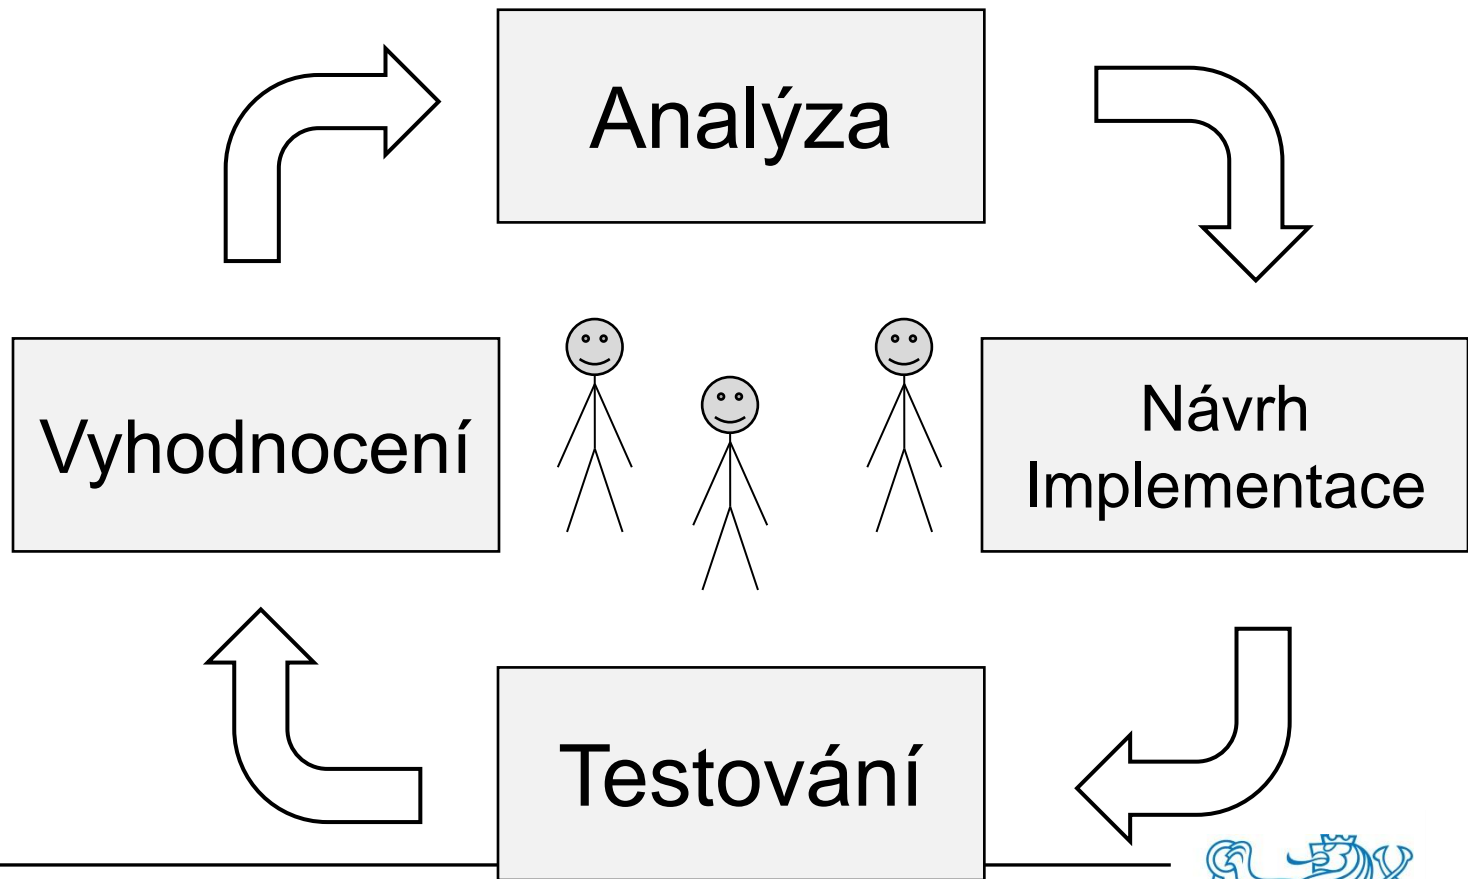 Analýza
Vyhodnocení
Návrh
Implementace
Testování